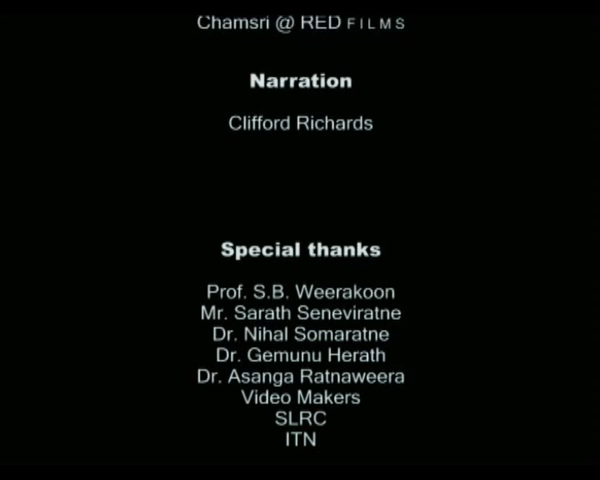 Chamsri @ RED FILMS
Narration
Clifford Richards
Special thanks
Prof. S.B. Weerakoon
Mr. Sarath Seneviratne
Dr. Nihal Somaratne
Dr. Gemunu Herath
Dr. Asanga Ratnaweera
Video Makers
SLRC
ITN